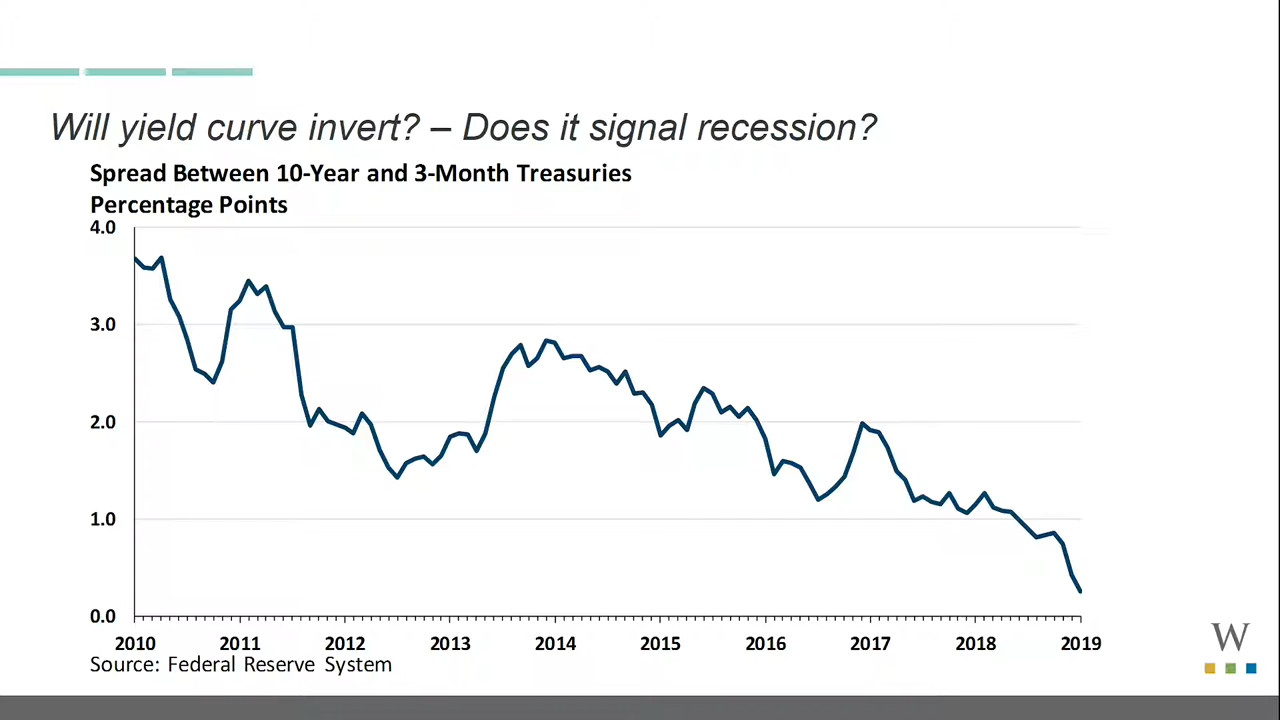 Will yield curve invert? – Does it signal recession?
Spread Between 10-Year and 3-Month Treasuries
Percentage Points
4.0
3.0
2.0
1.0
0.0
2010 2011 2012 2013 2014 2015 2016 2017 2018 2019
Source: Federal Reserve System
W